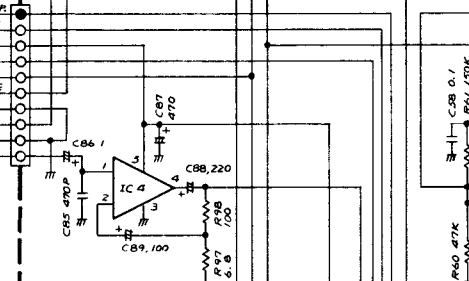 P.
C87
470
C58 0.1
R61 150K
C86 1
1
5
IC 4
4
C88, 220
C85 470P
2
3
R98
100
C89, 100
R97
6.8
R60 47K